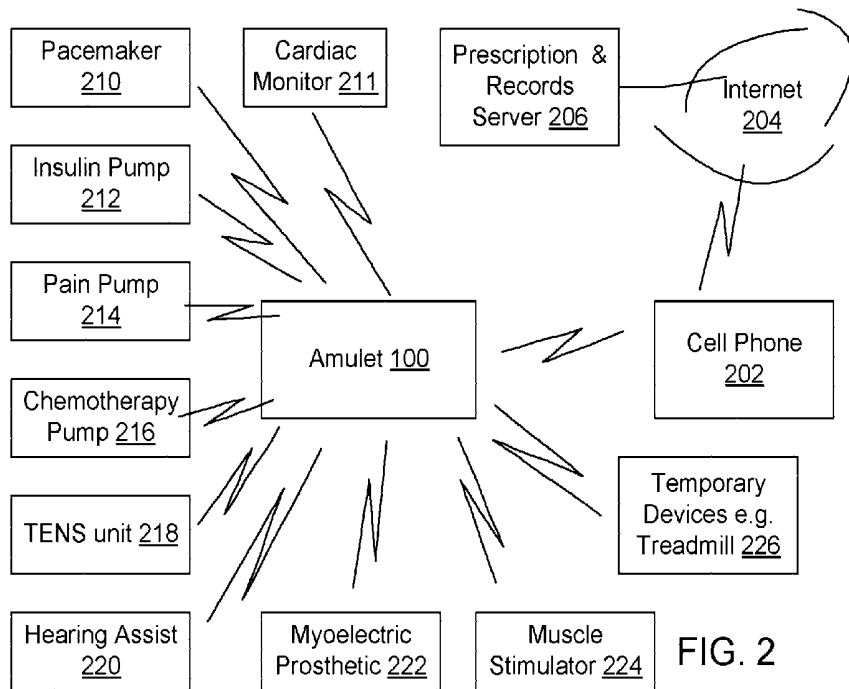 Pacemaker
210
Cardiac
Monitor 211
Prescription &
Records
Server 206
Internet
204
Insulin Pump
212
Pain Pump
214
Amulet 100
Cell Phone
202
Chemotherapy
Pump 216
TENS unit 218
Temporary
Devices e.g.
Treadmill 226
Hearing Assist
220
Myoelectric
Prosthetic 222
Muscle
Stimulator 224
FIG. 2